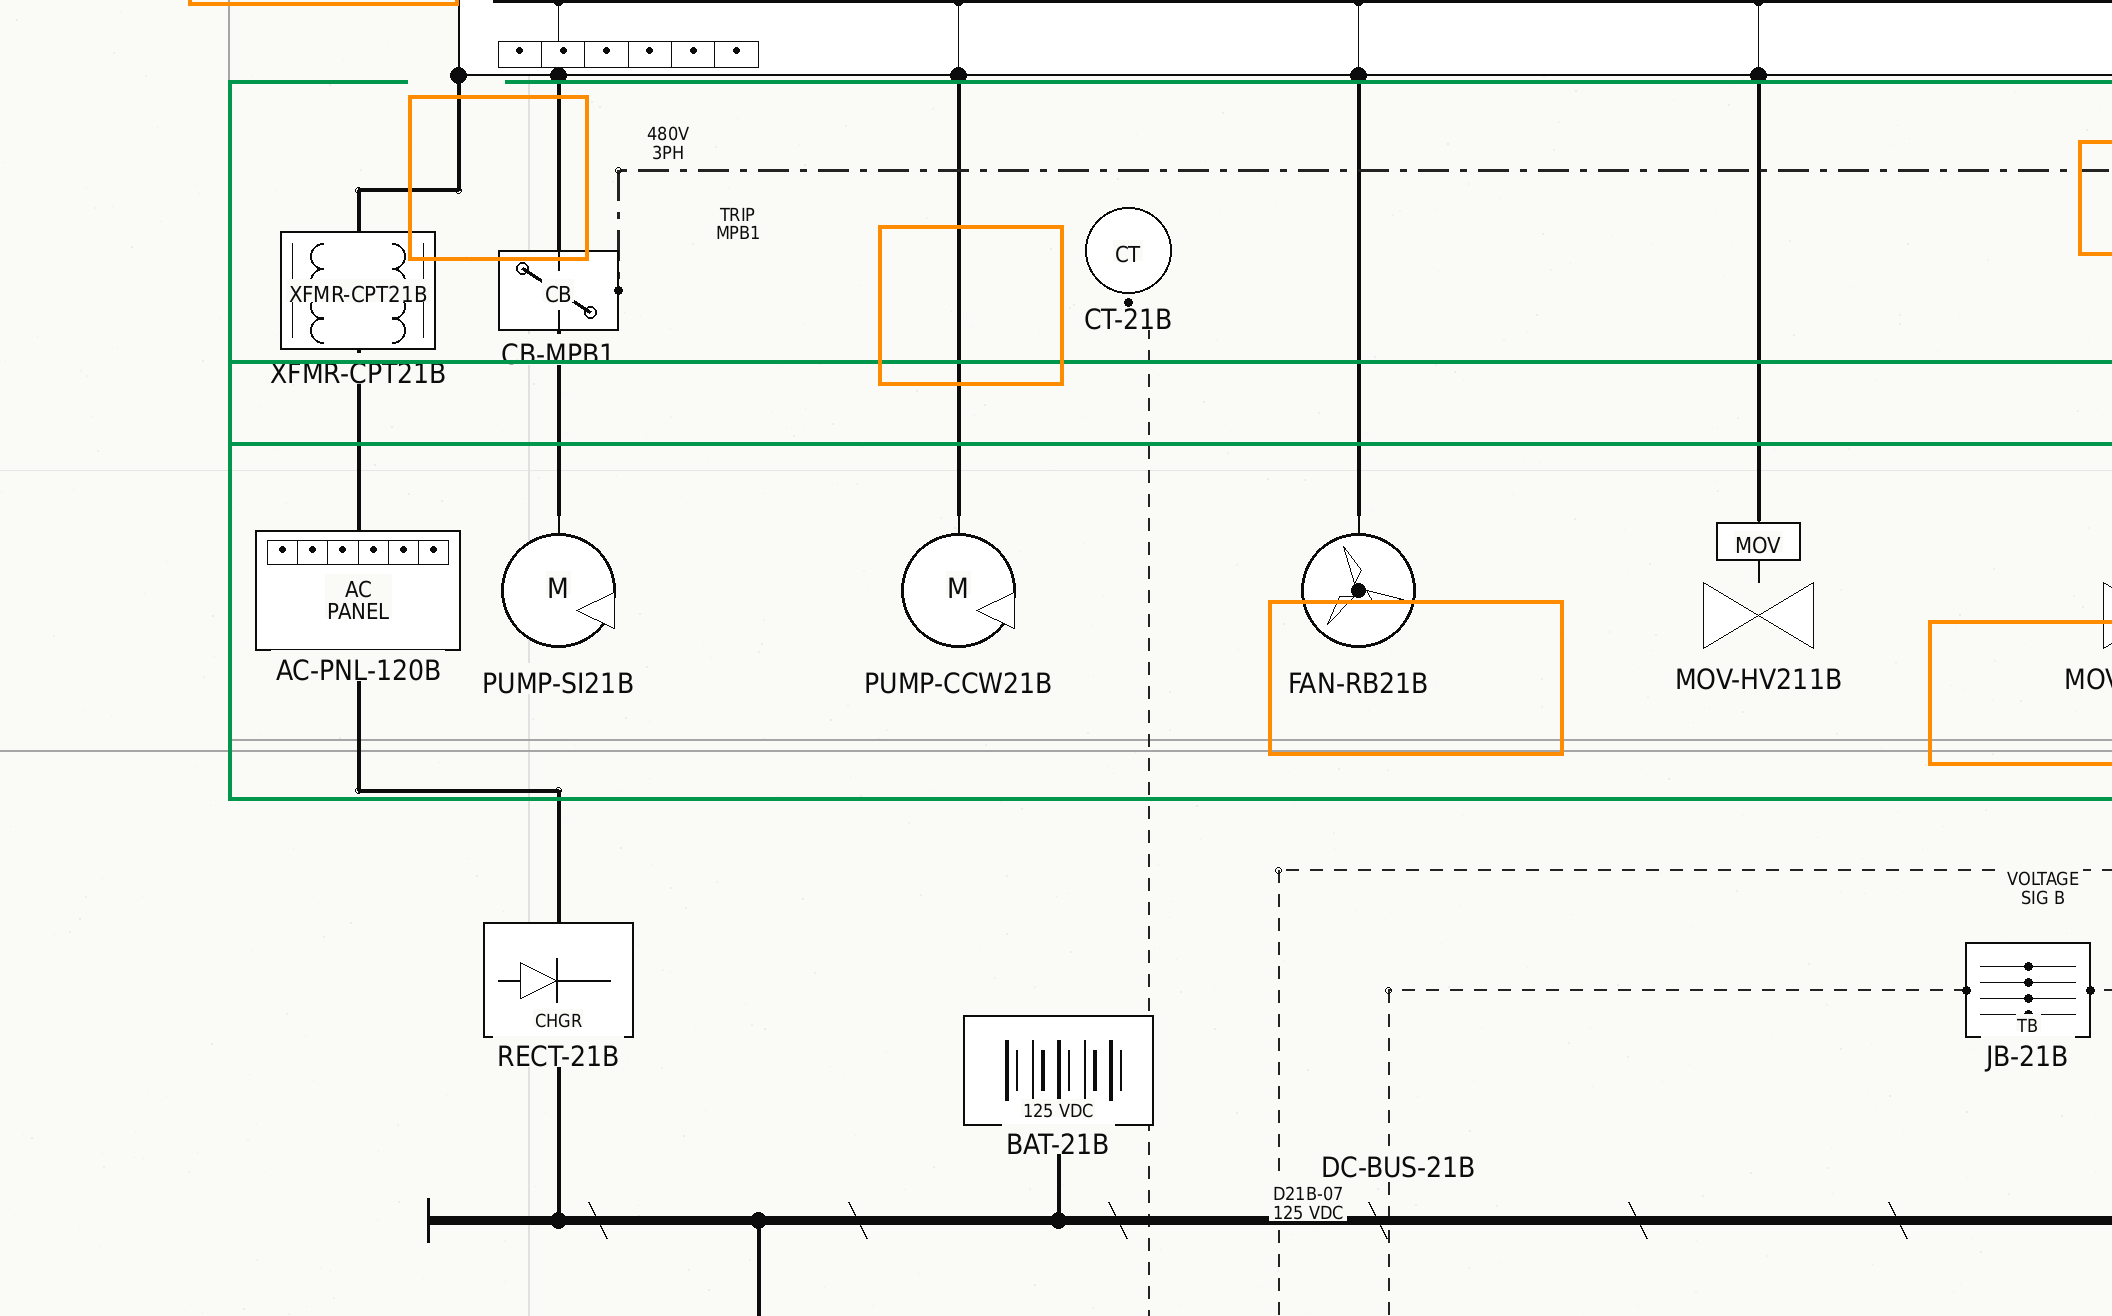 480V
3PH
TRIP
MPB1
CT
CT-21B
XFMR-CPT21B
CB
CB-MPB1
XFMR-CPT21B
MOV
AC
PANEL
M
M
AC-PNL-120B
PUMP-SI21B
PUMP-CCW21B
FAN-RB21B
MOV-HV211B
MOV
VOLTAGE
SIG B
CHGR
RECT-21B
TB
JB-21B
125 VDC
BAT-21B
DC-BUS-21B
D21B-07
125 VDC